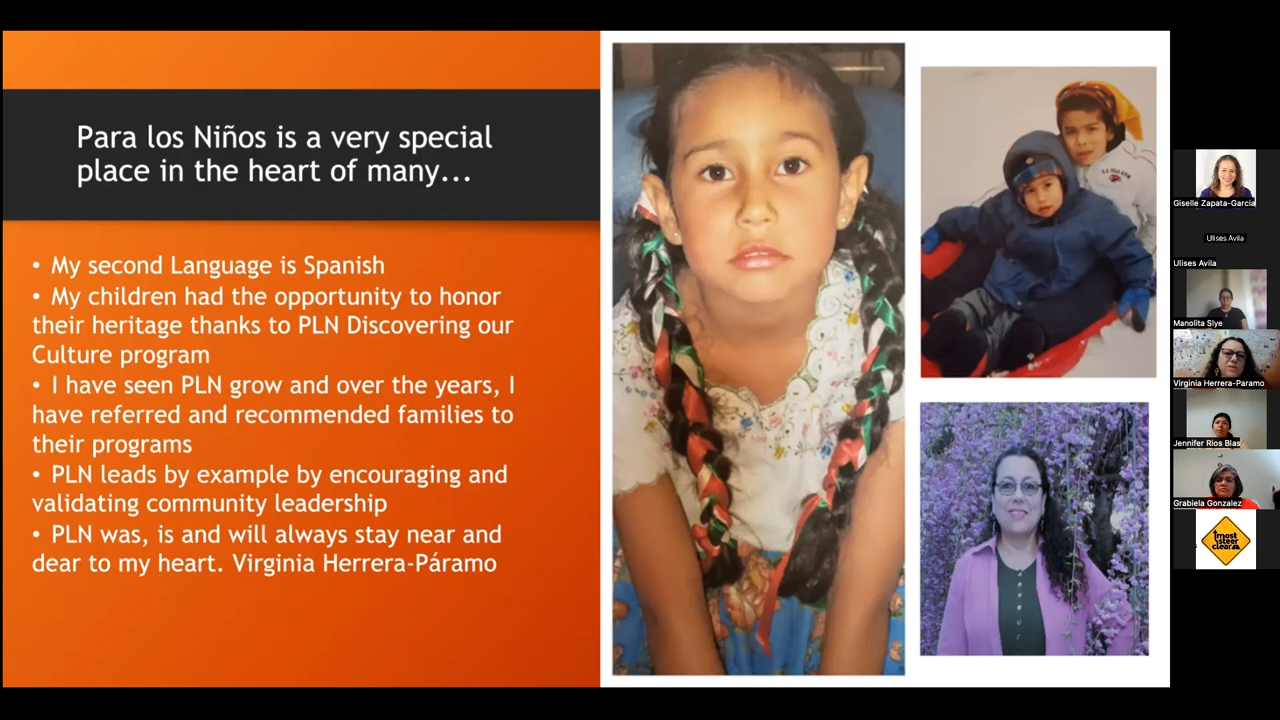 Para los Niños is a very special
place in the heart of many...
• My second Language is Spanish
• My children had the opportunity to honor
their heritage thanks to PLN Discovering our
Culture program
• I have seen PLN grow and over the years, I
have referred and recommended families to
their programs
• PLN leads by example by encouraging and
validating community leadership
• PLN was, is and will always stay near and
dear to my heart. Virginia Herrera-Páramo
Giselle Zapata-Garcia
Ulises Avila
Ulises Avila
Manolita Slye
Virginia Herrera-Paramo
Jennifer Rios Blas
Grabiela Gonzalez
most
steer
clear